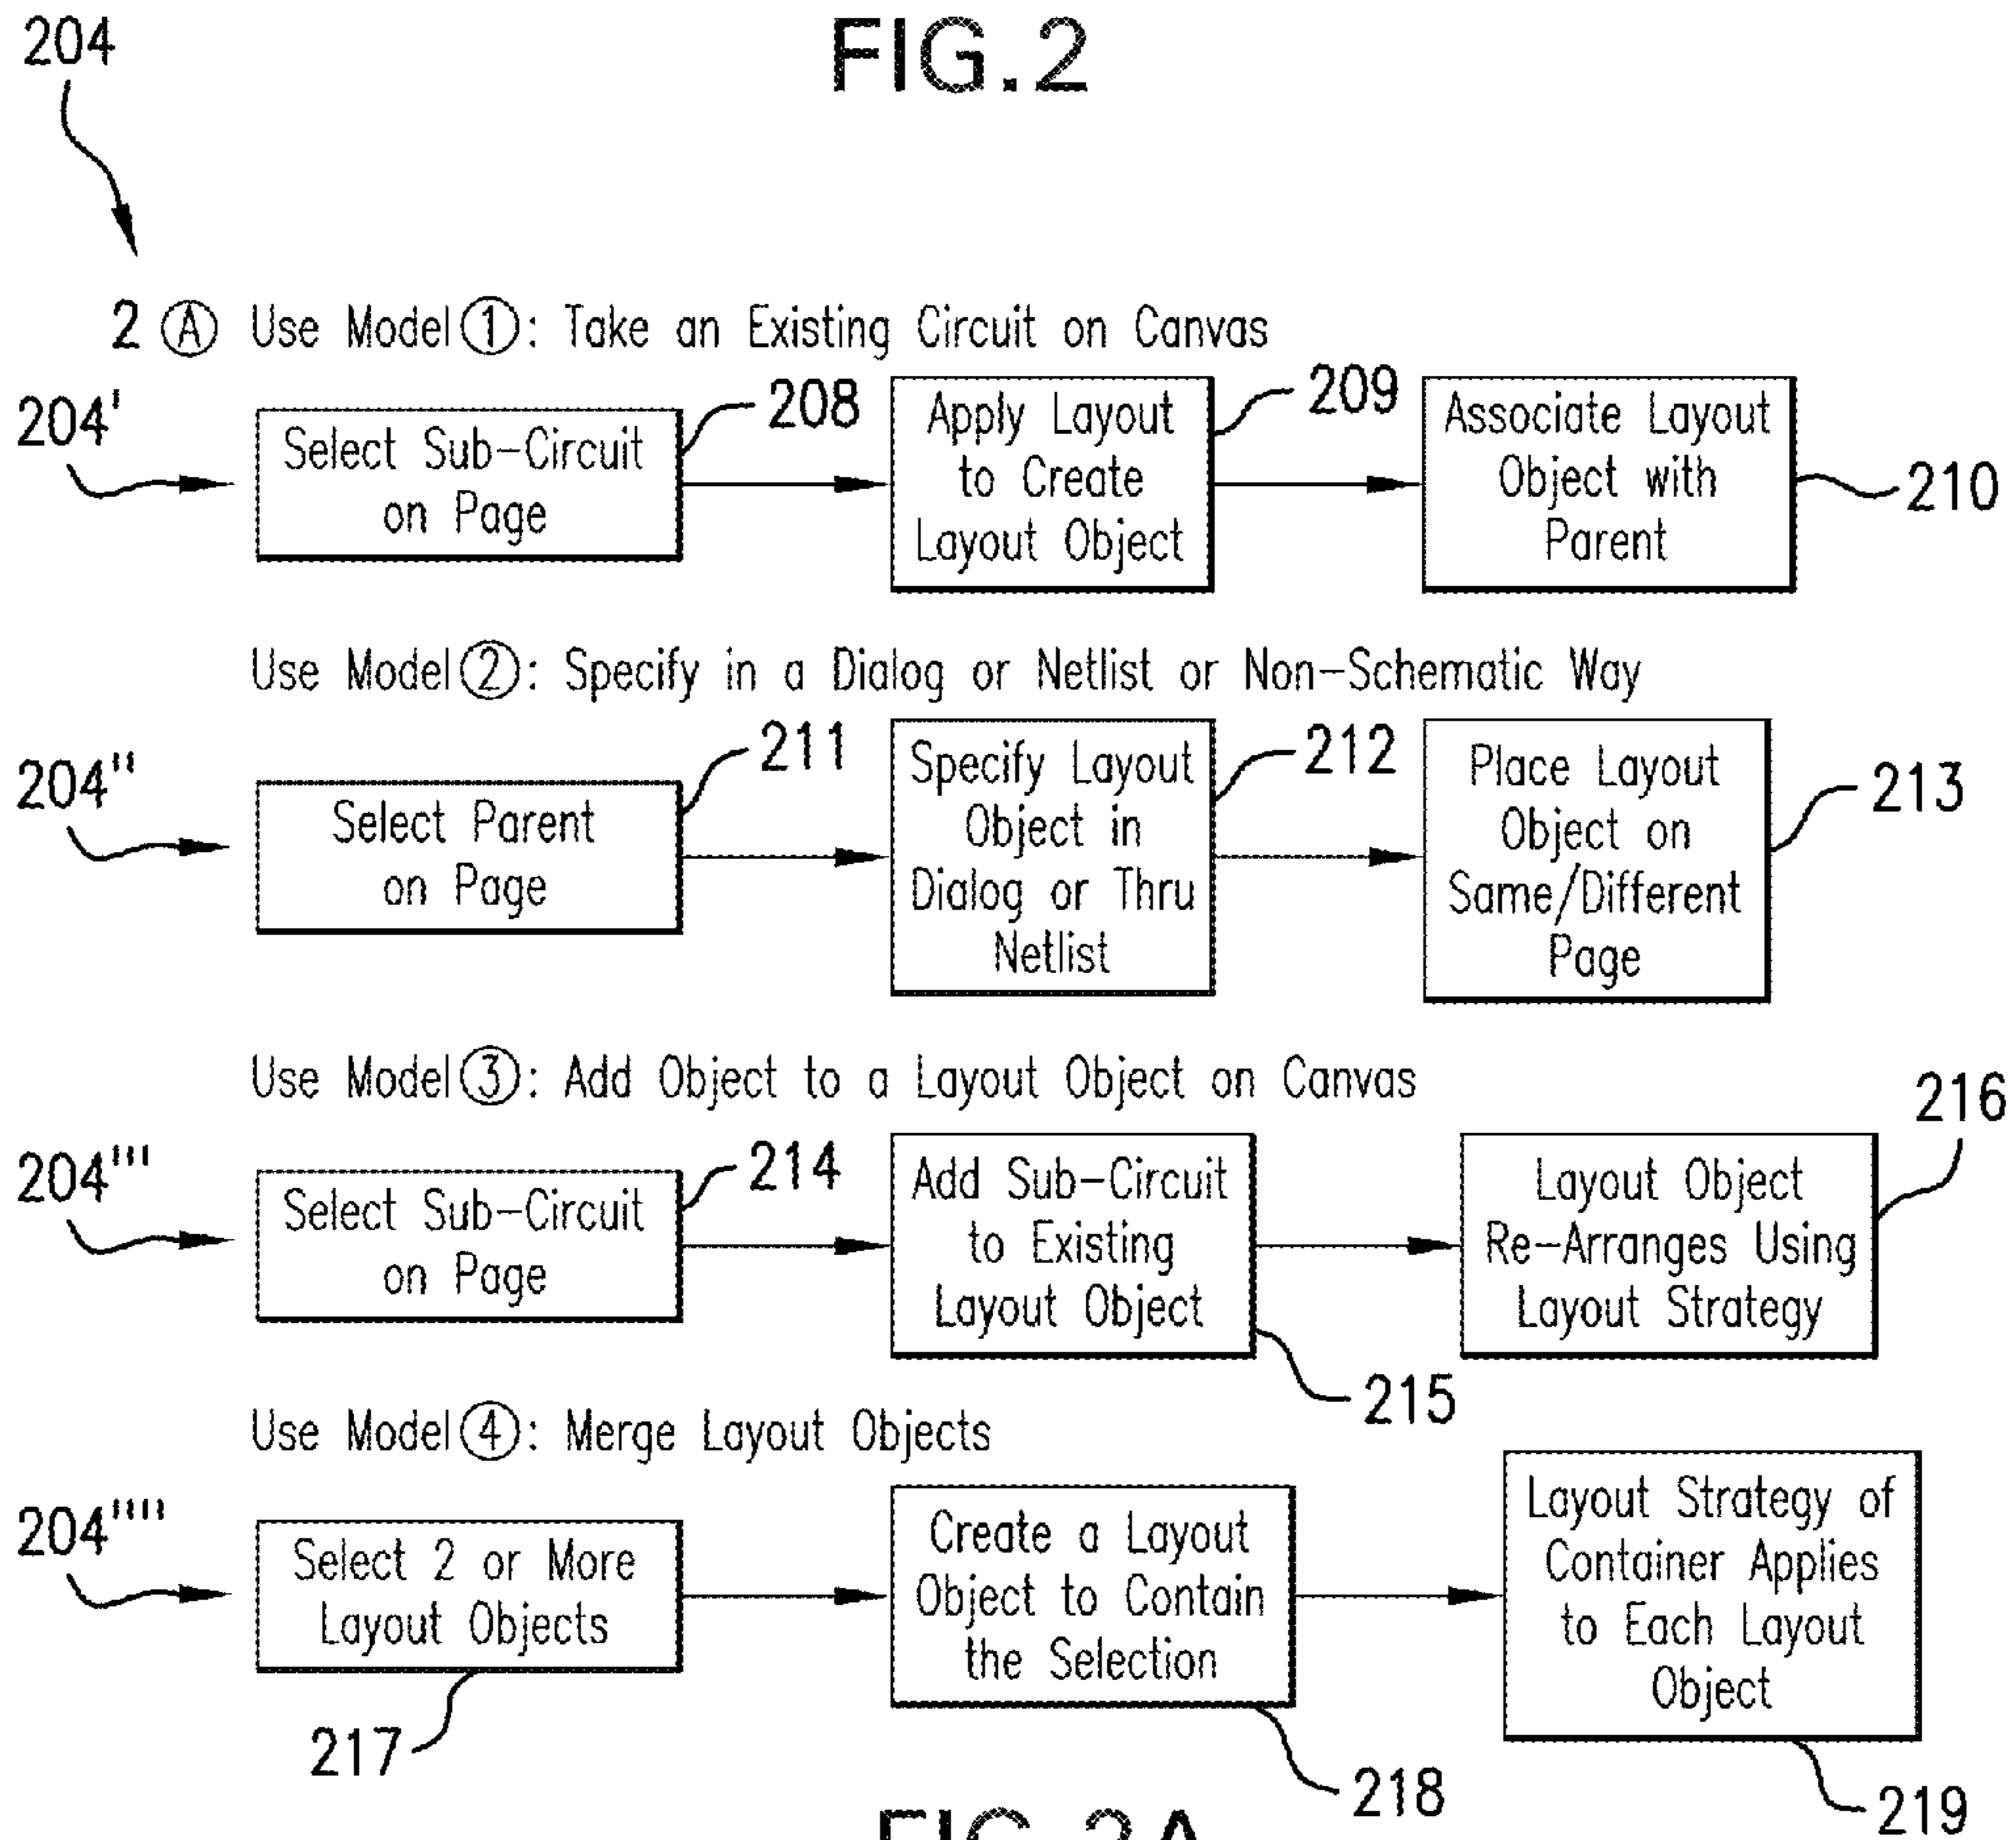 FIG.2
204
2 Ⓐ Use Model ①: Take an Existing Circuit on Canvas
204'
Select Sub-Circuit
on Page
208
Apply Layout
to Create
Layout Object
209
Associate Layout
Object with
Parent
210
Use Model ②: Specify in a Dialog or Netlist or Non-Schematic Way
204''
Select Parent
on Page
211
Specify Layout
Object in
Dialog or Thru
Netlist
212
Place Layout
Object on
Same/Different
Page
213
Use Model ③: Add Object to a Layout Object on Canvas
204'''
Select Sub-Circuit
on Page
214
Add Sub-Circuit
to Existing
Layout Object
215
Layout Object
Re-Arranges Using
Layout Strategy
216
Use Model ④: Merge Layout Objects
204''''
Select 2 or More
Layout Objects
217
Create a Layout
Object to Contain
the Selection
218
Layout Strategy of
Container Applies
to Each Layout
Object
219